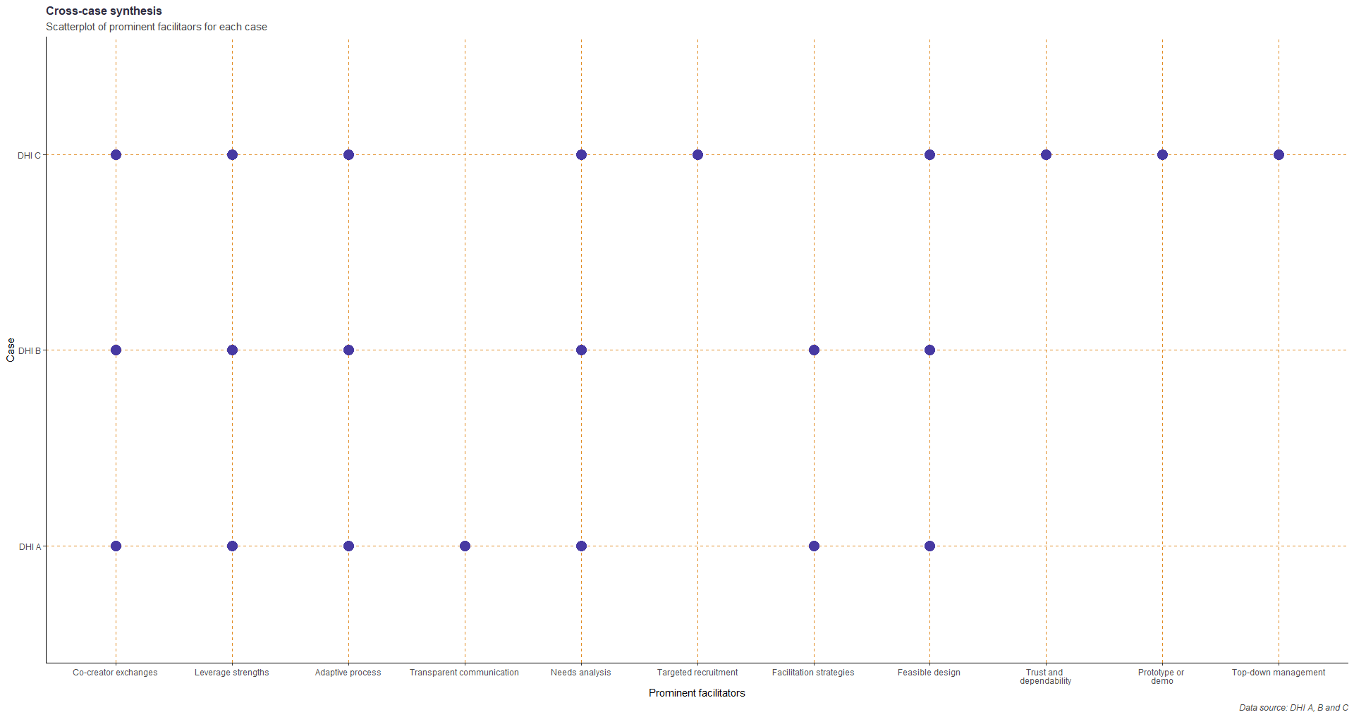 Cross-case synthesis
Scatterplot of prominent facilitaors for each case
DHI C
DHI B
DHI A
Case
Co-creator exchanges
Leverage strengths
Adaptive process
Transparent communication
Needs analysis
Targeted recruitment
Facilitation strategies
Feasible design
Trust and
dependability
Prototype or
demo
Top-down management
Prominent facilitators
Data source: DHI A, B and C